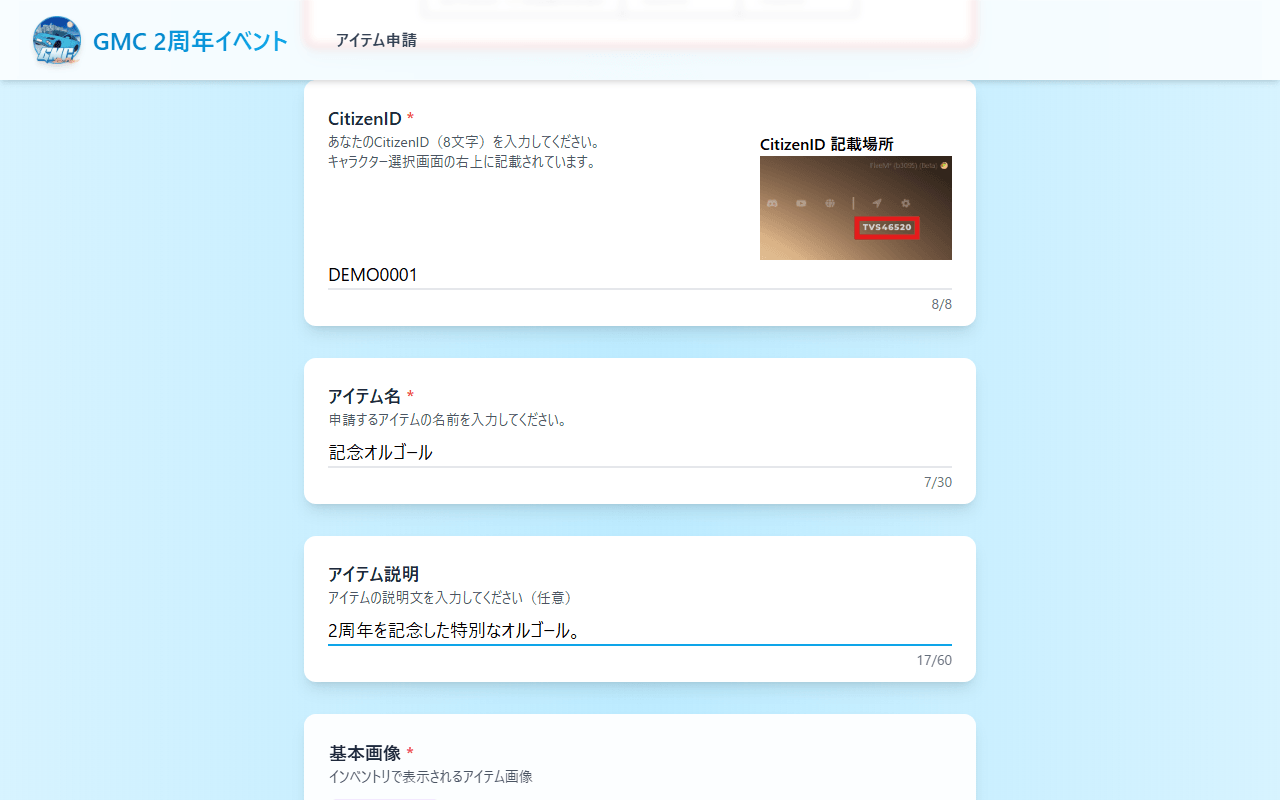 GMC 2周年イベント
アイテム申請
CitizenID *
あなたのCitizenID（8文字）を入力してください。
キャラクター選択画面の右上に記載されています。
CitizenID 記載場所
FiveM* (b3095) (Beta)
TVS46520
DEMO0001
8/8
アイテム名 *
申請するアイテムの名前を入力してください。
記念オルゴール
7/30
アイテム説明
アイテムの説明文を入力してください（任意）
2周年を記念した特別なオルゴール。
17/60
基本画像 *
インベントリで表示されるアイテム画像